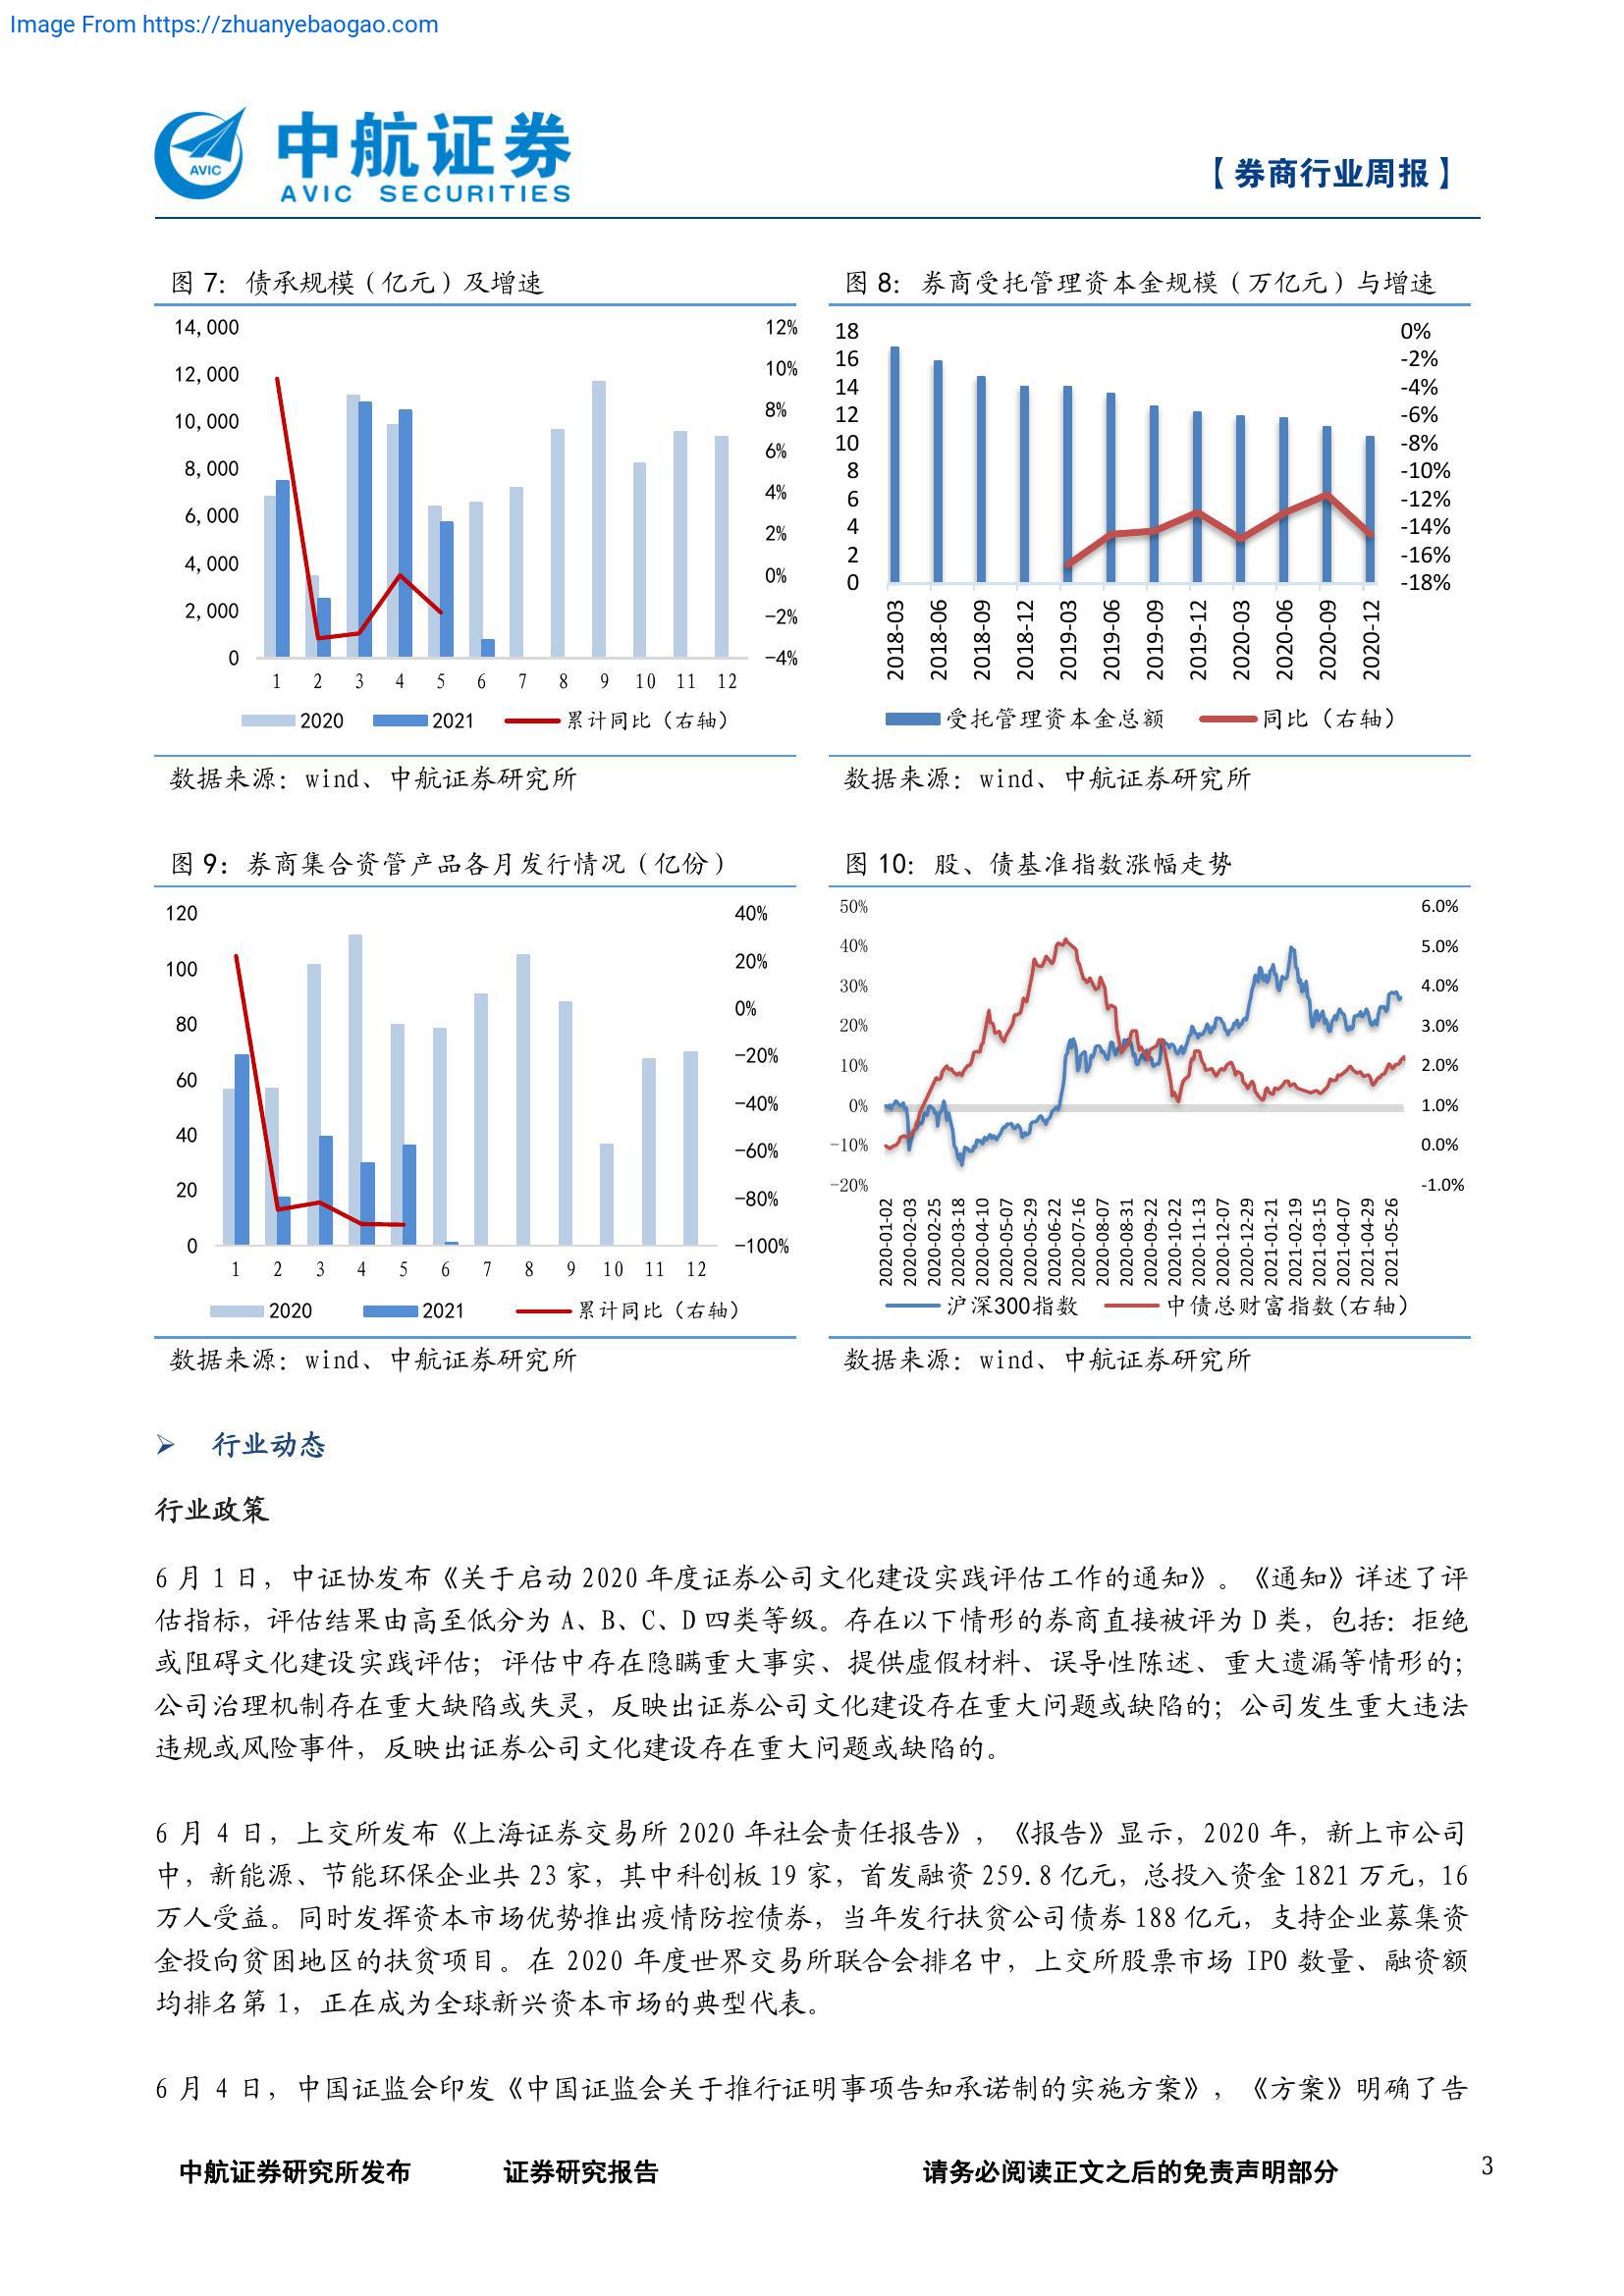 Image From https://zhuanyebaogao.com
AVIC
中航证券
AVIC SECURITIES
【券商行业周报】
图 7：债承规模（亿元）及增速
14,000
12,000
10,000
8,000
6,000
4,000
2,000
0
12%
10%
8%
6%
4%
2%
0%
-2%
-4%
1 2 3 4 5 6 7 8 9 10 11 12
2020 2021 累计同比（右轴）
数据来源：wind、中航证券研究所
图 8：券商受托管理资本金规模（万亿元）与增速
18
16
14
12
10
8
6
4
2
0
0%
-2%
-4%
-6%
-8%
-10%
-12%
-14%
-16%
-18%
2018-03 2018-06 2018-09 2018-12 2019-03 2019-06 2019-09 2019-12 2020-03 2020-06 2020-09 2020-12
受托管理资本金总额 同比（右轴）
数据来源：wind、中航证券研究所
图 9：券商集合资管产品各月发行情况（亿份）
120
100
80
60
40
20
0
40%
20%
0%
-20%
-40%
-60%
-80%
-100%
1 2 3 4 5 6 7 8 9 10 11 12
2020 2021 累计同比（右轴）
数据来源：wind、中航证券研究所
图 10：股、债基准指数涨幅走势
50%
40%
30%
20%
10%
0%
-10%
-20%
6.0%
5.0%
4.0%
3.0%
2.0%
1.0%
0.0%
-1.0%
2020-01-02 2020-02-03 2020-02-25 2020-03-18 2020-04-10 2020-05-07 2020-05-29 2020-06-22 2020-07-16 2020-08-07 2020-08-31 2020-09-22 2020-10-22 2020-11-13 2020-12-07 2020-12-29 2021-01-21 2021-02-19 2021-03-15 2021-04-07 2021-04-29 2021-05-26
沪深300指数 中债总财富指数(右轴)
数据来源：wind、中航证券研究所
➢ 行业动态
行业政策
6 月 1 日，中证协发布《关于启动 2020 年度证券公司文化建设实践评估工作的通知》。《通知》详述了评
估指标，评估结果由高至低分为 A、B、C、D 四类等级。存在以下情形的券商直接被评为 D 类，包括：拒绝
或阻碍文化建设实践评估；评估中存在隐瞒重大事实、提供虚假材料、误导性陈述、重大遗漏等情形的；
公司治理机制存在重大缺陷或失灵，反映出证券公司文化建设存在重大问题或缺陷的；公司发生重大违法
违规或风险事件，反映出证券公司文化建设存在重大问题或缺陷的。
6 月 4 日，上交所发布《上海证券交易所 2020 年社会责任报告》，《报告》显示，2020 年，新上市公司
中，新能源、节能环保企业共 23 家，其中科创板 19 家，首发融资 259.8 亿元，总投入资金 1821 万元，16
万人受益。同时发挥资本市场优势推出疫情防控债券，当年发行扶贫公司债券 188 亿元，支持企业募集资
金投向贫困地区的扶贫项目。在 2020 年度世界交易所联合会排名中，上交所股票市场 IPO 数量、融资额
均排名第 1，正在成为全球新兴资本市场的典型代表。
6 月 4 日，中国证监会印发《中国证监会关于推行证明事项告知承诺制的实施方案》，《方案》明确了告
中航证券研究所发布 证券研究报告 请务必阅读正文之后的免责声明部分 3